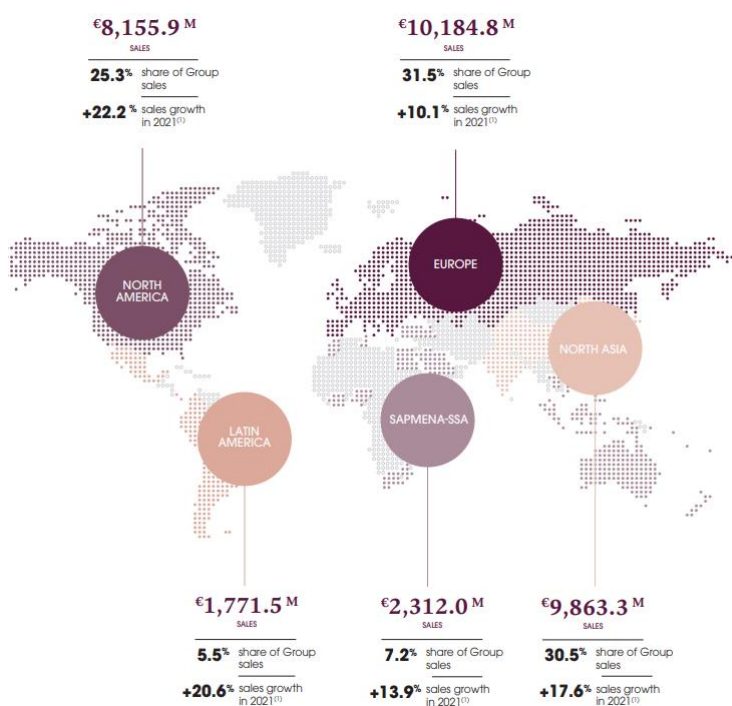 €8,155.9 M
SALES
25.3% share of Group
sales
+22.2% sales growth
in 2021(1)
€10,184.8 M
SALES
31.5% share of Group
sales
+10.1% sales growth
in 2021(1)
NORTH
AMERICA
EUROPE
NORTH ASIA
LATIN
AMERICA
SAPMENA-SSA
€1,771.5 M
SALES
5.5% share of Group
sales
+20.6% sales growth
in 2021(1)
€2,312.0 M
SALES
7.2% share of Group
sales
+13.9% sales growth
in 2021(1)
€9,863.3 M
SALES
30.5% share of Group
sales
+17.6% sales growth
in 2021(1)